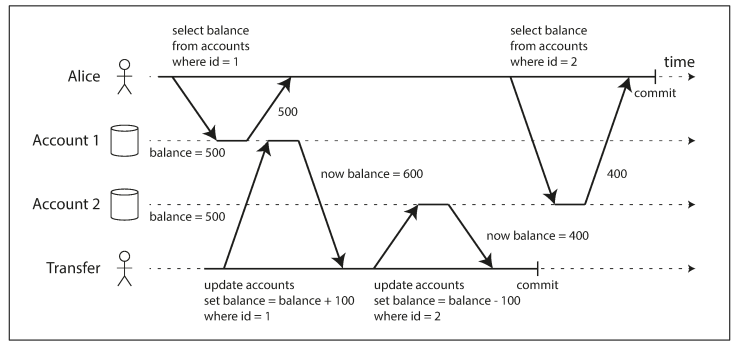 select balance
from accounts
where id = 1
select balance
from accounts
where id = 2
time
Alice
commit
500
Account 1
balance = 500
now balance = 600
400
Account 2
balance = 500
now balance = 400
Transfer
update accounts
set balance = balance + 100
where id = 1
update accounts
set balance = balance - 100
where id = 2
commit